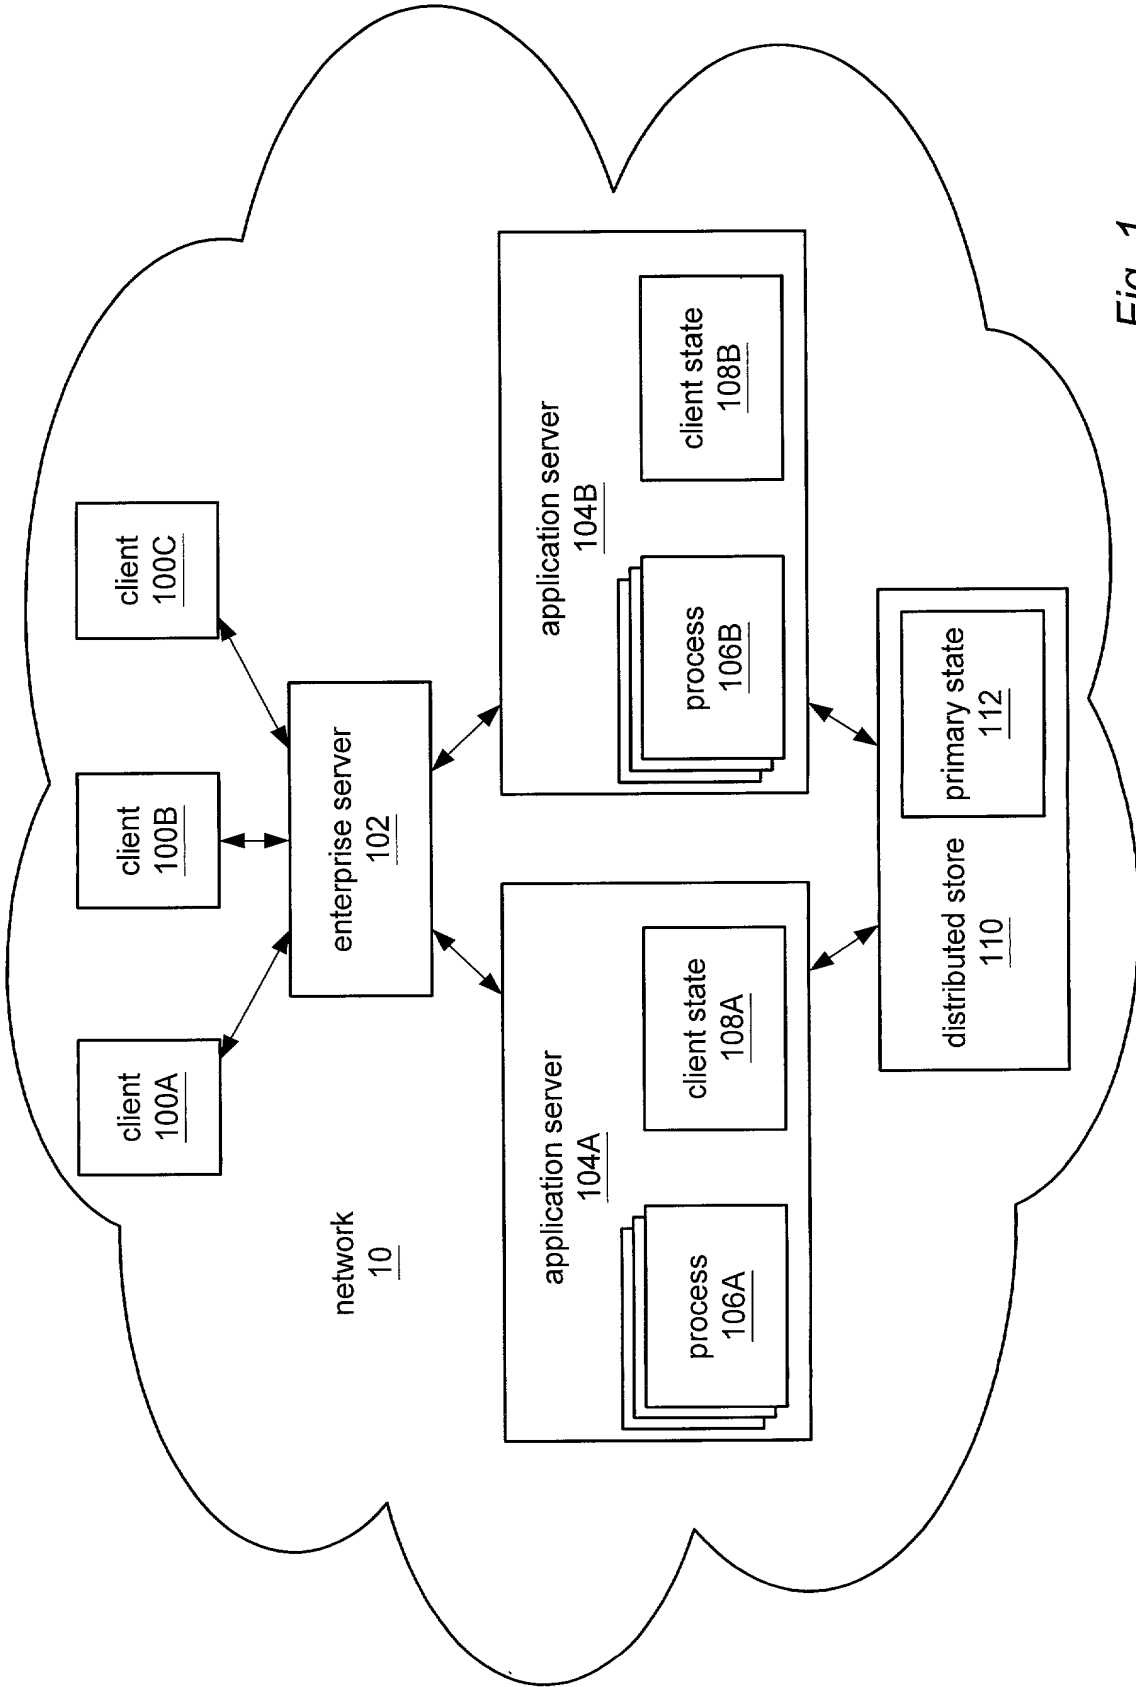 client
100A
client
100B
client
100C
network
10
enterprise server
102
application server
104A
process
106A
client state
108A
application server
104B
process
106B
client state
108B
distributed store
110
primary state
112
Fig. 1